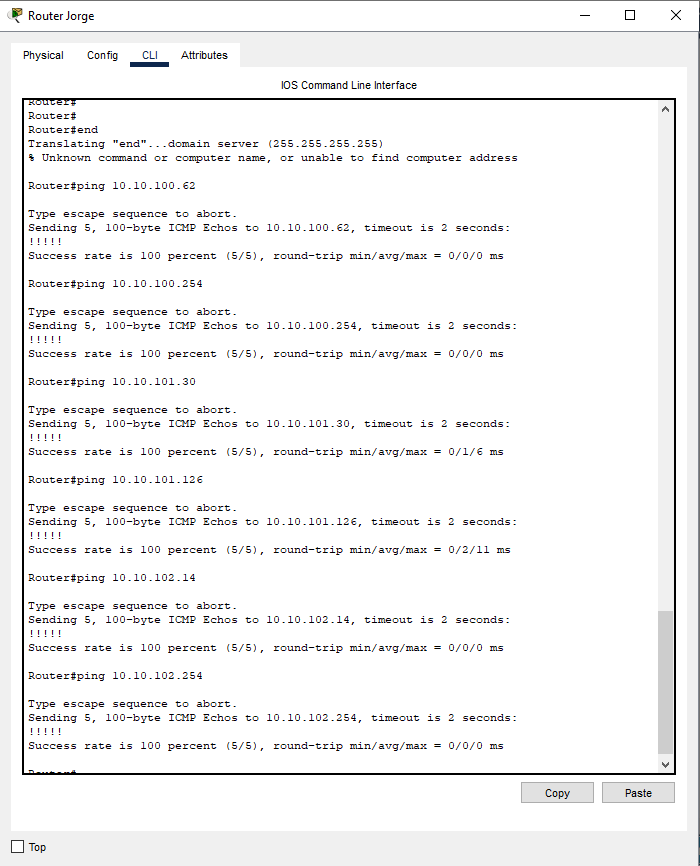 Router Jorge
Physical Config CLI Attributes
IOS Command Line Interface
Router#
Router#
Router#end
Translating "end"...domain server (255.255.255.255)
% Unknown command or computer name, or unable to find computer address
Router#ping 10.10.100.62
Type escape sequence to abort.
Sending 5, 100-byte ICMP Echos to 10.10.100.62, timeout is 2 seconds:
!!!!!
Success rate is 100 percent (5/5), round-trip min/avg/max = 0/0/0 ms
Router#ping 10.10.100.254
Type escape sequence to abort.
Sending 5, 100-byte ICMP Echos to 10.10.100.254, timeout is 2 seconds:
!!!!!
Success rate is 100 percent (5/5), round-trip min/avg/max = 0/0/0 ms
Router#ping 10.10.101.30
Type escape sequence to abort.
Sending 5, 100-byte ICMP Echos to 10.10.101.30, timeout is 2 seconds:
!!!!!
Success rate is 100 percent (5/5), round-trip min/avg/max = 0/1/6 ms
Router#ping 10.10.101.126
Type escape sequence to abort.
Sending 5, 100-byte ICMP Echos to 10.10.101.126, timeout is 2 seconds:
!!!!!
Success rate is 100 percent (5/5), round-trip min/avg/max = 0/2/11 ms
Router#ping 10.10.102.14
Type escape sequence to abort.
Sending 5, 100-byte ICMP Echos to 10.10.102.14, timeout is 2 seconds:
!!!!!
Success rate is 100 percent (5/5), round-trip min/avg/max = 0/0/0 ms
Router#ping 10.10.102.254
Type escape sequence to abort.
Sending 5, 100-byte ICMP Echos to 10.10.102.254, timeout is 2 seconds:
!!!!!
Success rate is 100 percent (5/5), round-trip min/avg/max = 0/0/0 ms
Router#
Copy Paste
Top